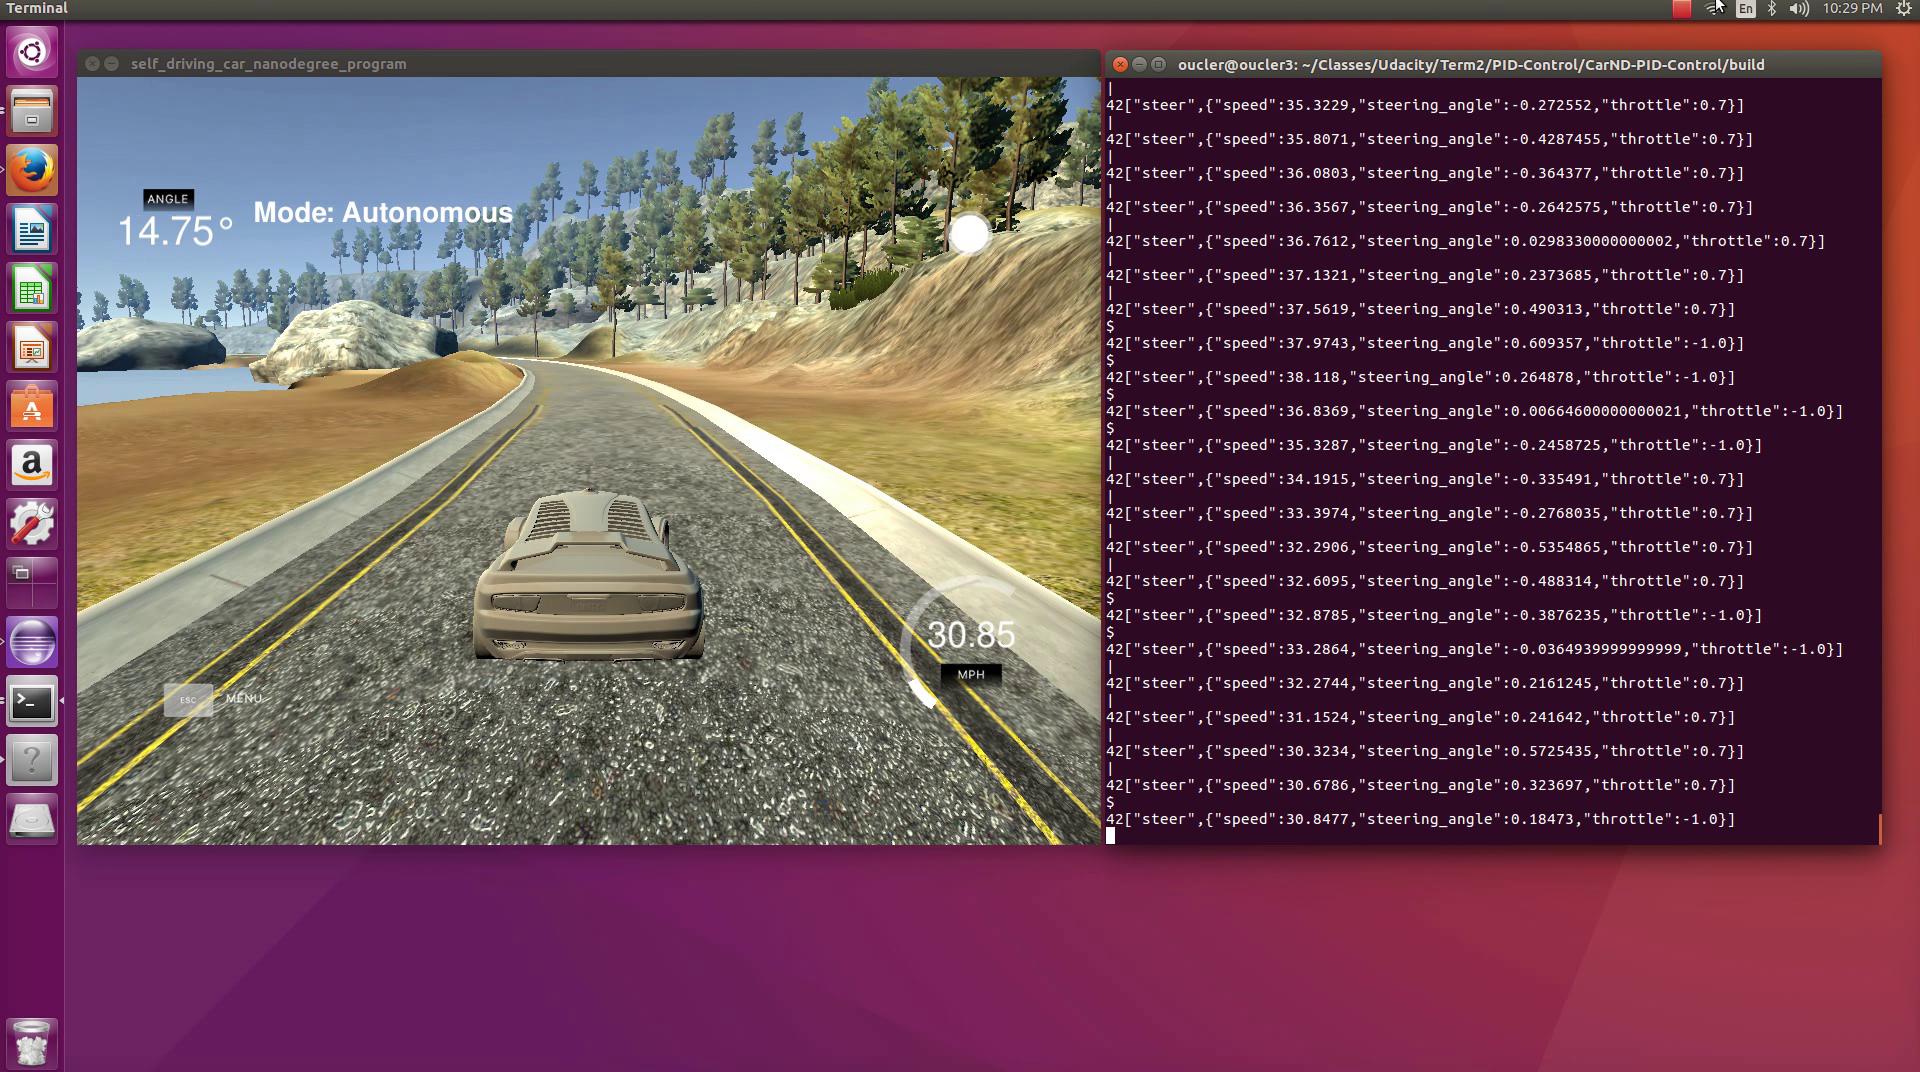 Terminal
En
10:29 PM
self_driving_car_nanodegree_program
ANGLE
14.75°
Mode: Autonomous
30.85
MPH
ESC
MENU
oucler@oucler3: ~/Classes/Udacity/Term2/PID-Control/CarND-PID-Control/build
|
42["steer",{"speed":35.3229,"steering_angle":-0.272552,"throttle":0.7}]
|
42["steer",{"speed":35.8071,"steering_angle":-0.4287455,"throttle":0.7}]
|
42["steer",{"speed":36.0803,"steering_angle":-0.364377,"throttle":0.7}]
|
42["steer",{"speed":36.3567,"steering_angle":-0.2642575,"throttle":0.7}]
|
42["steer",{"speed":36.7612,"steering_angle":0.0298330000000002,"throttle":0.7}]
|
42["steer",{"speed":37.1321,"steering_angle":0.2373685,"throttle":0.7}]
|
42["steer",{"speed":37.5619,"steering_angle":0.490313,"throttle":0.7}]
$
42["steer",{"speed":37.9743,"steering_angle":0.609357,"throttle":-1.0}]
$
42["steer",{"speed":38.118,"steering_angle":0.264878,"throttle":-1.0}]
$
42["steer",{"speed":36.8369,"steering_angle":0.00664600000000021,"throttle":-1.0}]
$
42["steer",{"speed":35.3287,"steering_angle":-0.2458725,"throttle":-1.0}]
|
42["steer",{"speed":34.1915,"steering_angle":-0.335491,"throttle":0.7}]
|
42["steer",{"speed":33.3974,"steering_angle":-0.2768035,"throttle":0.7}]
|
42["steer",{"speed":32.2906,"steering_angle":-0.5354865,"throttle":0.7}]
|
42["steer",{"speed":32.6095,"steering_angle":-0.488314,"throttle":0.7}]
$
42["steer",{"speed":32.8785,"steering_angle":-0.3876235,"throttle":-1.0}]
$
42["steer",{"speed":33.2864,"steering_angle":-0.0364939999999999,"throttle":-1.0}]
|
42["steer",{"speed":32.2744,"steering_angle":0.2161245,"throttle":0.7}]
|
42["steer",{"speed":31.1524,"steering_angle":0.241642,"throttle":0.7}]
|
42["steer",{"speed":30.3234,"steering_angle":0.5725435,"throttle":0.7}]
|
42["steer",{"speed":30.6786,"steering_angle":0.323697,"throttle":0.7}]
$
42["steer",{"speed":30.8477,"steering_angle":0.18473,"throttle":-1.0}]